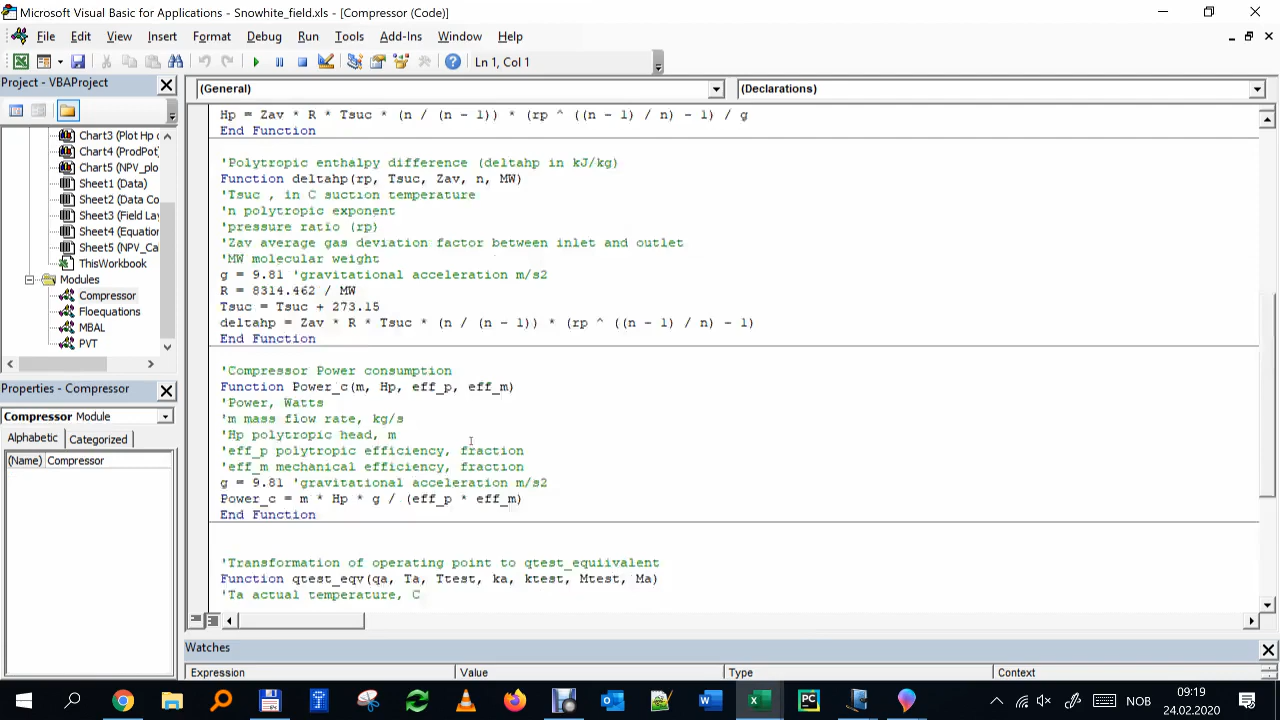 Microsoft Visual Basic for Applications - Snowhite_field.xls - [Compressor (Code)]
File Edit View Insert Format Debug Run Tools Add-Ins Window Help
Ln 1, Col 1
Project - VBAProject
Chart3 (Plot Hp c
Chart4 (ProdPot)
Chart5 (NPV_plo
Sheet1 (Data)
Sheet2 (Data Co
Sheet3 (Field Lay
Sheet4 (Equation
Sheet5 (NPV_Cal
ThisWorkbook
Modules
Compressor
Floequations
MBAL
PVT
Properties - Compressor
Compressor Module
Alphabetic Categorized
(Name) Compressor
(General) (Declarations)
Hp = Zav * R * Tsuc * (n / (n - 1)) * (rp ^ ((n - 1) / n) - 1) / g
End Function
'Polytropic enthalpy difference (deltahp in kJ/kg)
Function deltahp(rp, Tsuc, Zav, n, MW)
'Tsuc , in C suction temperature
'n polytropic exponent
'pressure ratio (rp)
'Zav average gas deviation factor between inlet and outlet
'MW molecular weight
g = 9.81 'gravitational acceleration m/s2
R = 8314.462 / MW
Tsuc = Tsuc + 273.15
deltahp = Zav * R * Tsuc * (n / (n - 1)) * (rp ^ ((n - 1) / n) - 1)
End Function
'Compressor Power consumption
Function Power_c(m, Hp, eff_p, eff_m)
'Power, Watts
'm mass flow rate, kg/s
'Hp polytropic head, m
'eff_p polytropic efficiency, fraction
'eff_m mechanical efficiency, fraction
g = 9.81 'gravitational acceleration m/s2
Power_c = m * Hp * g / (eff_p * eff_m)
End Function
'Transformation of operating point to qtest_equiivalent
Function qtest_eqv(qa, Ta, Ttest, ka, ktest, Mtest, Ma)
'Ta actual temperature, C
Watches
Expression Value Type Context
NOB
09:19
24.02.2020